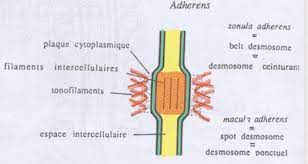 Adherens
zonula adherens
=
belt desmosome
=
desmosome ceinturant
plaque cytoplasmique
filaments intercellulaires
tonofilaments
espace intercellulaire
macula adherens
=
spot desmosome
=
desmosome ponctuel